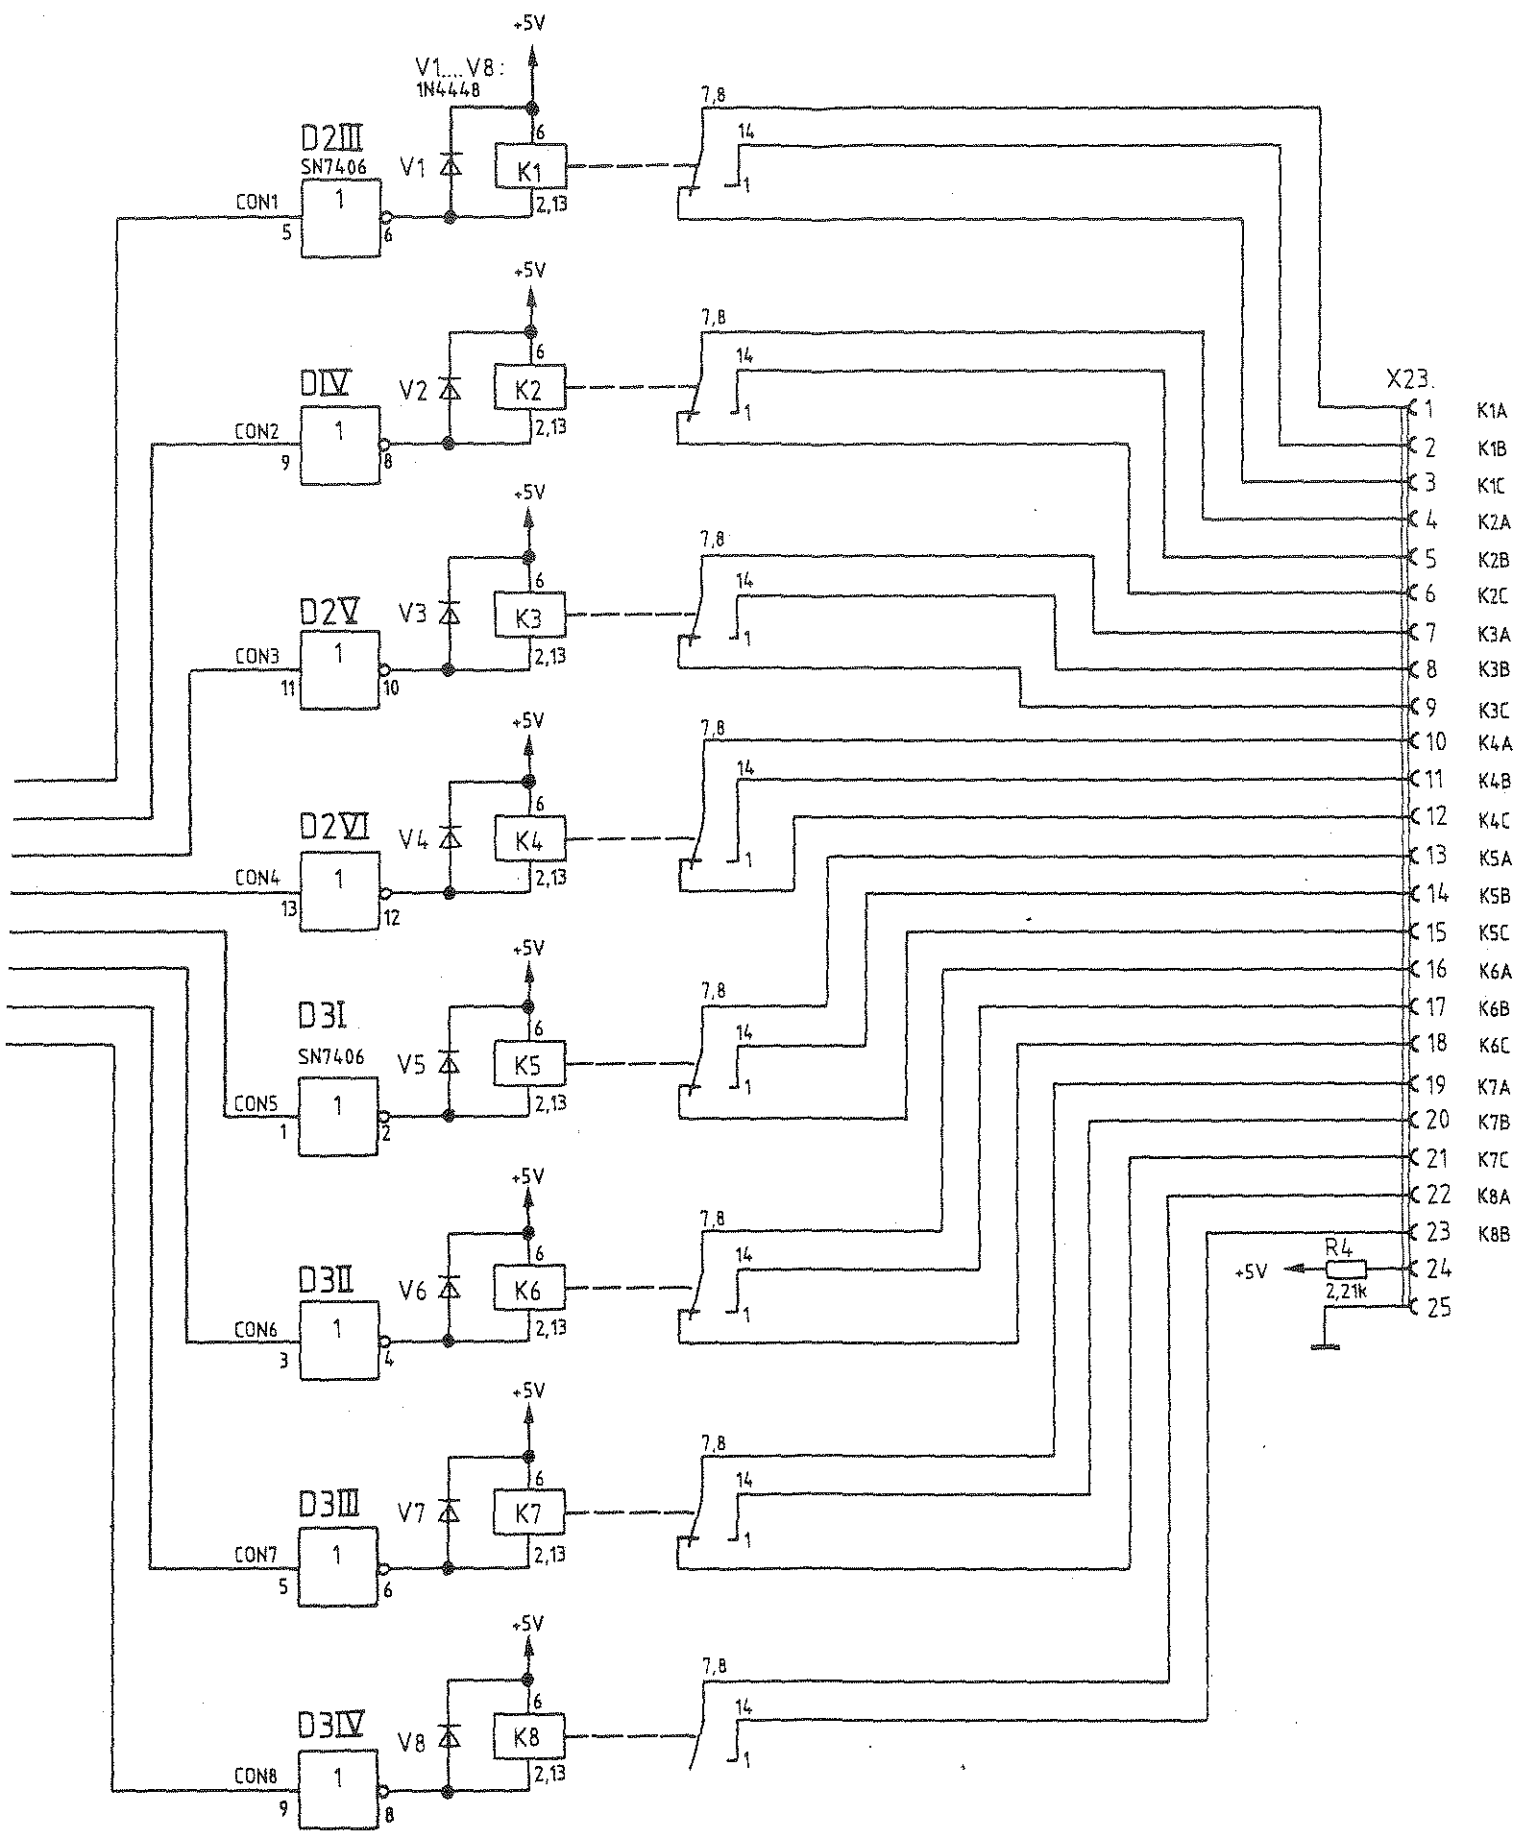 +5V
V1....V8:
1N4448
D2III
SN7406
CON1
5
1
6
V1
6
K1
2,13
7,8
14
1
+5V
DIV
CON2
9
1
8
V2
6
K2
2,13
7,8
14
1
+5V
D2V
CON3
11
1
10
V3
6
K3
2,13
7,8
14
1
+5V
D2VI
CON4
13
1
12
V4
6
K4
2,13
7,8
14
1
+5V
D3I
SN7406
CON5
1
1
2
V5
6
K5
2,13
7,8
14
1
+5V
D3II
CON6
3
1
4
V6
6
K6
2,13
7,8
14
1
+5V
D3III
CON7
5
1
6
V7
6
K7
2,13
7,8
14
1
+5V
D3IV
CON8
9
1
8
V8
6
K8
2,13
7,8
14
1
X23.
1 K1A
2 K1B
3 K1C
4 K2A
5 K2B
6 K2C
7 K3A
8 K3B
9 K3C
10 K4A
11 K4B
12 K4C
13 K5A
14 K5B
15 K5C
16 K6A
17 K6B
18 K6C
19 K7A
20 K7B
21 K7C
22 K8A
23 K8B
R4
+5V
2,21k
24
25